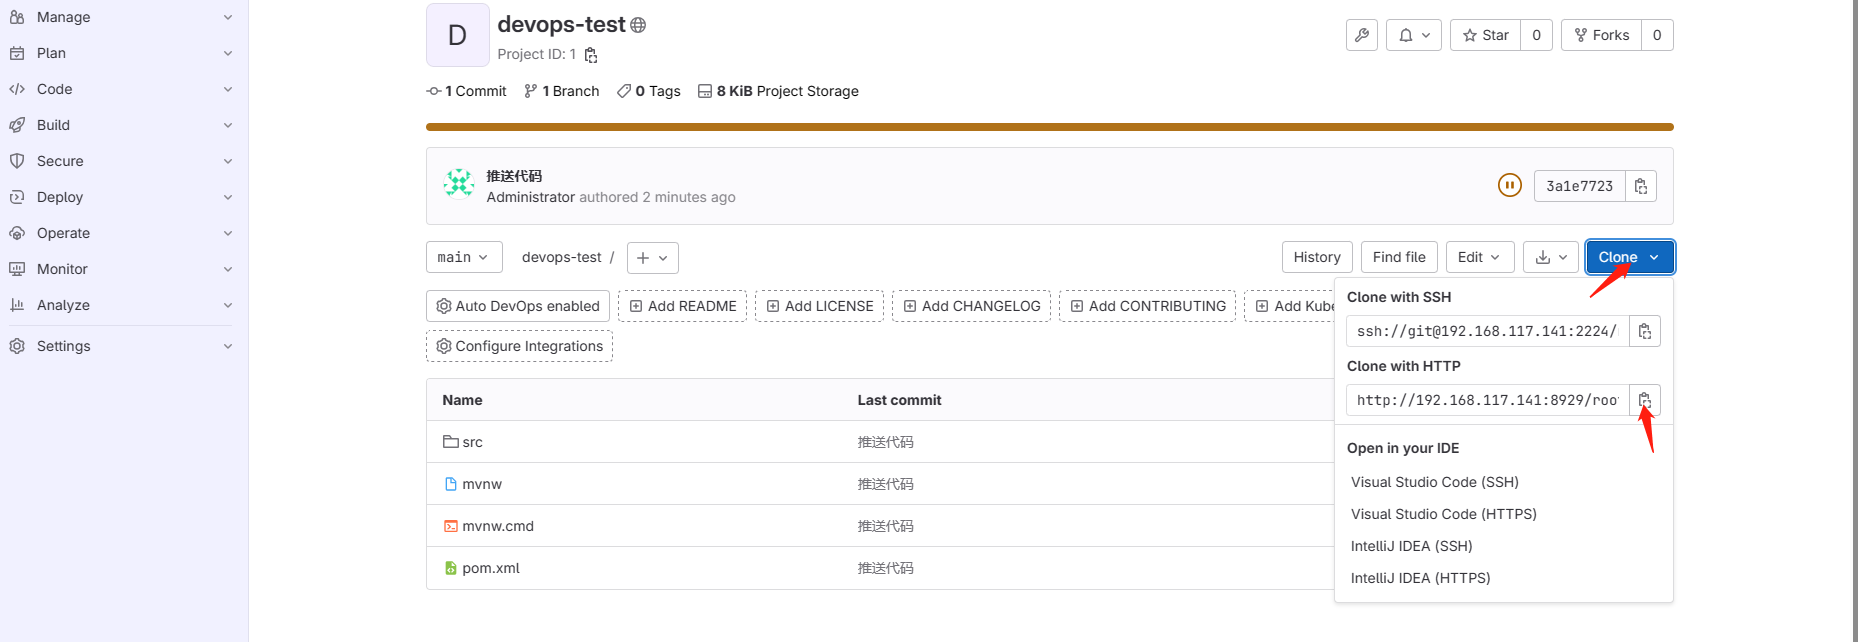 Manage
Plan
Code
Build
Secure
Deploy
Operate
Monitor
Analyze
Settings
D
devops-test
Project ID: 1
Star 0
Forks 0
1 Commit 1 Branch 0 Tags 8 KiB Project Storage
推送代码
Administrator authored 2 minutes ago
3a1e7723
main devops-test / History Find file Edit Clone
Auto DevOps enabled Add README Add LICENSE Add CHANGELOG Add CONTRIBUTING Add Kube
Configure Integrations
Name Last commit
src 推送代码
mvnw 推送代码
mvnw.cmd 推送代码
pom.xml 推送代码
Clone with SSH
ssh://git@192.168.117.141:2224/
Clone with HTTP
http://192.168.117.141:8929/roo
Open in your IDE
Visual Studio Code (SSH)
Visual Studio Code (HTTPS)
IntelliJ IDEA (SSH)
IntelliJ IDEA (HTTPS)